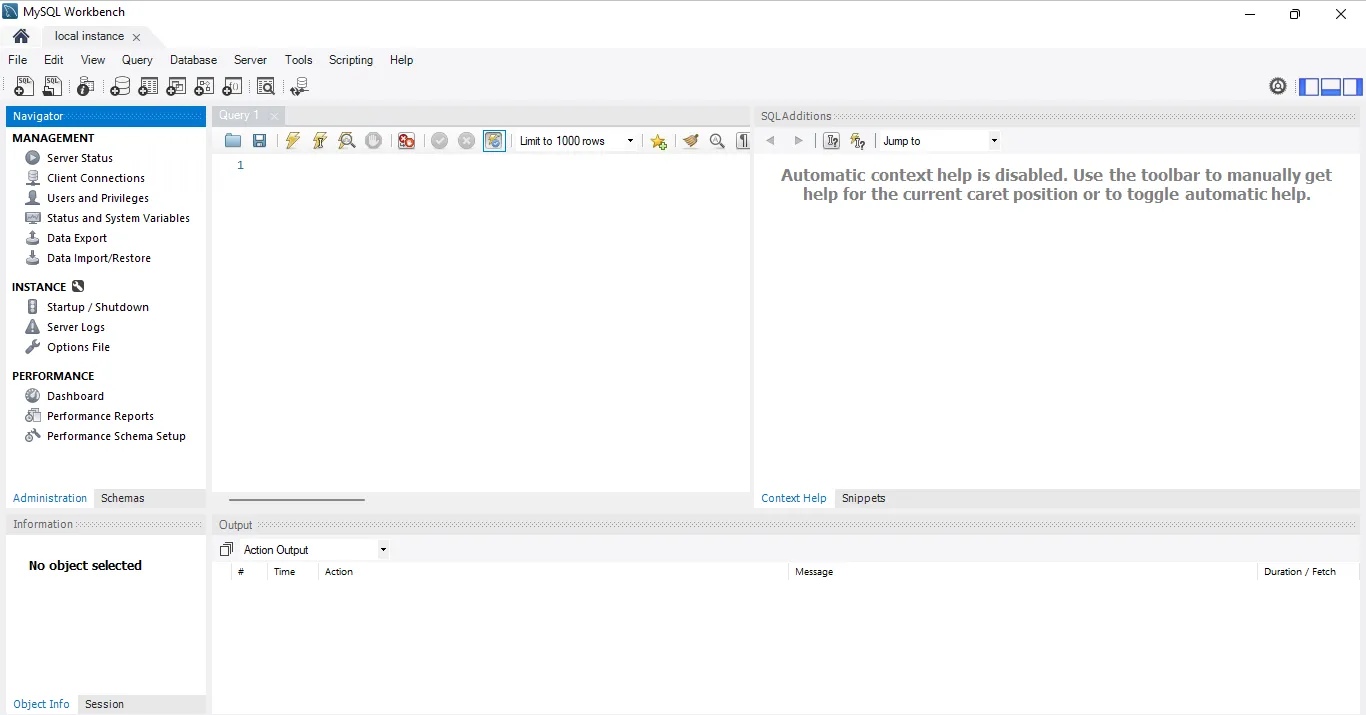 MySQL Workbench
local instance
File Edit View Query Database Server Tools Scripting Help
Navigator
MANAGEMENT
Server Status
Client Connections
Users and Privileges
Status and System Variables
Data Export
Data Import/Restore
INSTANCE
Startup / Shutdown
Server Logs
Options File
PERFORMANCE
Dashboard
Performance Reports
Performance Schema Setup
Administration Schemas
Information
No object selected
Object Info Session
Query 1
Limit to 1000 rows
1
SQLAdditions
Jump to
Automatic context help is disabled. Use the toolbar to manually get
help for the current caret position or to toggle automatic help.
Context Help Snippets
Output
Action Output
# Time Action Message Duration / Fetch